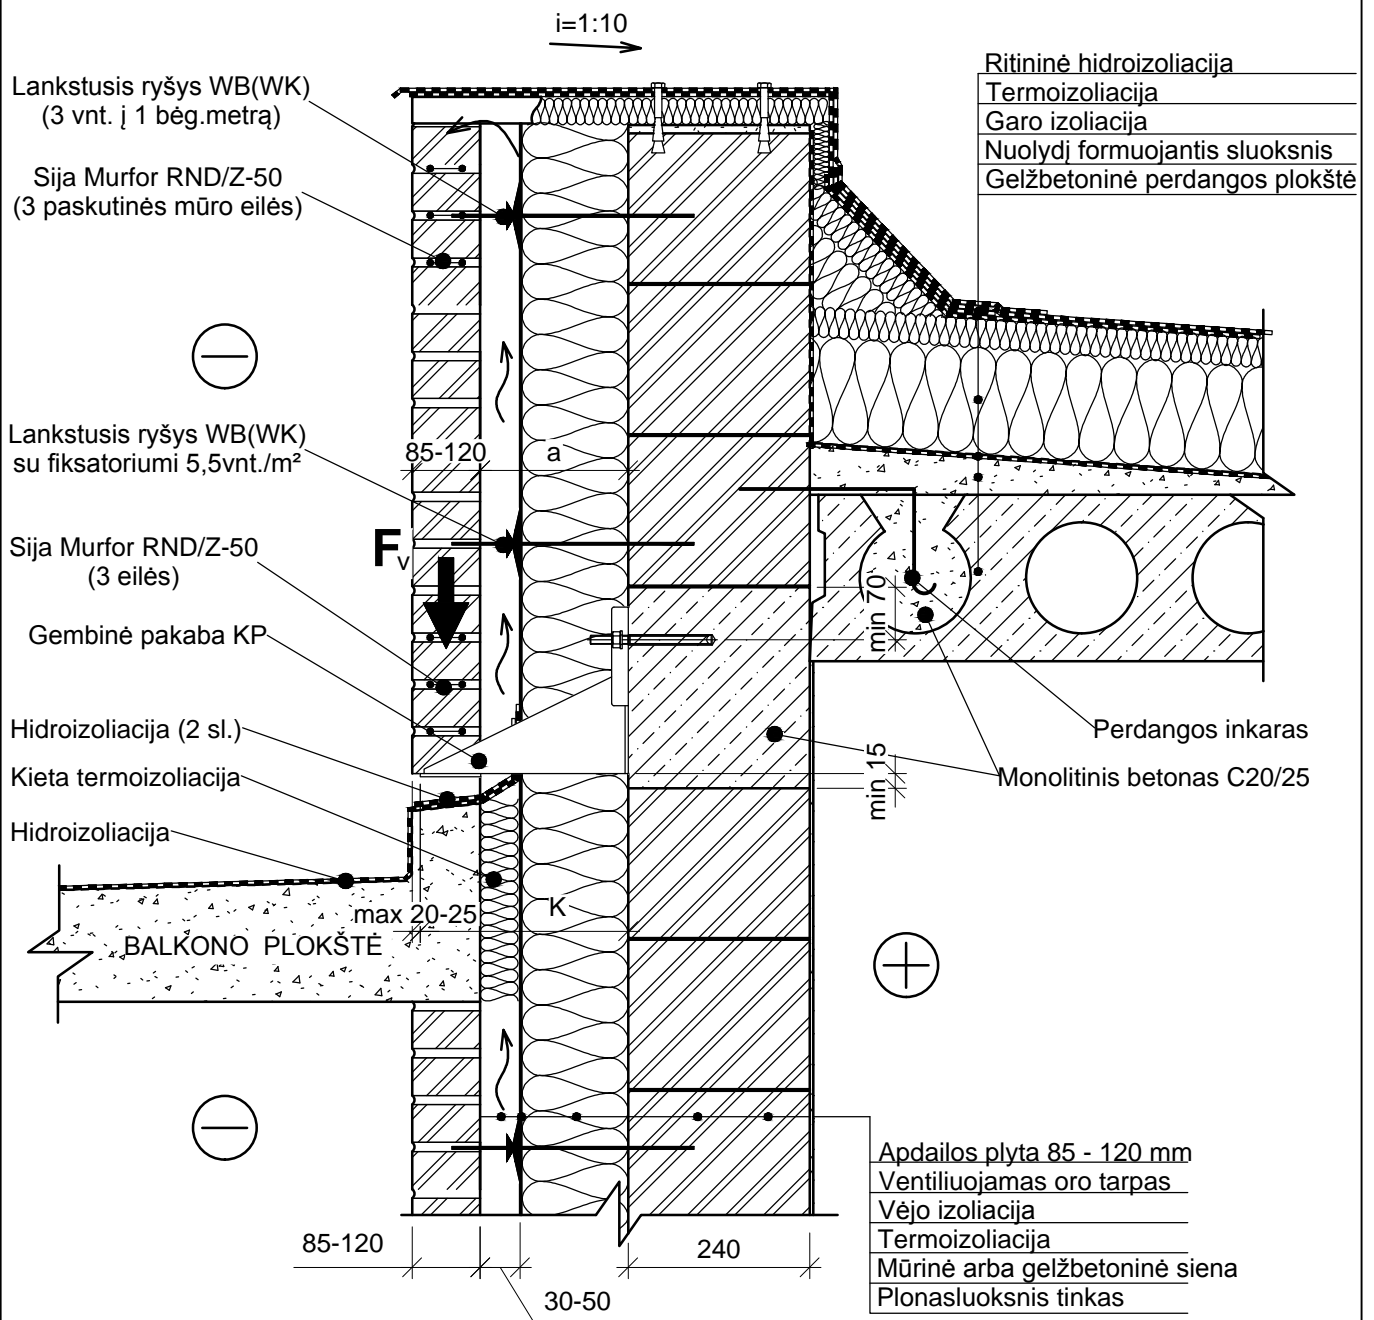 i=1:10
Lankstusis ryšys WB(WK)
(3 vnt. į 1 bėg.metrą)
Sija Murfor RND/Z-50
(3 paskutinės mūro eilės)
Ritininė hidroizoliacija
Termoizoliacija
Garo izoliacija
Nuolydį formuojantis sluoksnis
Gelžbetoninė perdangos plokštė
Lankstusis ryšys WB(WK)
su fiksatoriumi 5,5vnt./m²
85-120
a
Sija Murfor RND/Z-50
(3 eilės)
Fv
Gembinė pakaba KP
min 70
Hidroizoliacija (2 sl.)
Kieta termoizoliacija
Hidroizoliacija
Perdangos inkaras
Monolitinis betonas C20/25
min 15
max 20-25
K
BALKONO PLOKŠTĖ
Apdailos plyta 85 - 120 mm
Ventiliuojamas oro tarpas
Vėjo izoliacija
Termoizoliacija
Mūrinė arba gelžbetoninė siena
Plonasluoksnis tinkas
85-120
240
30-50